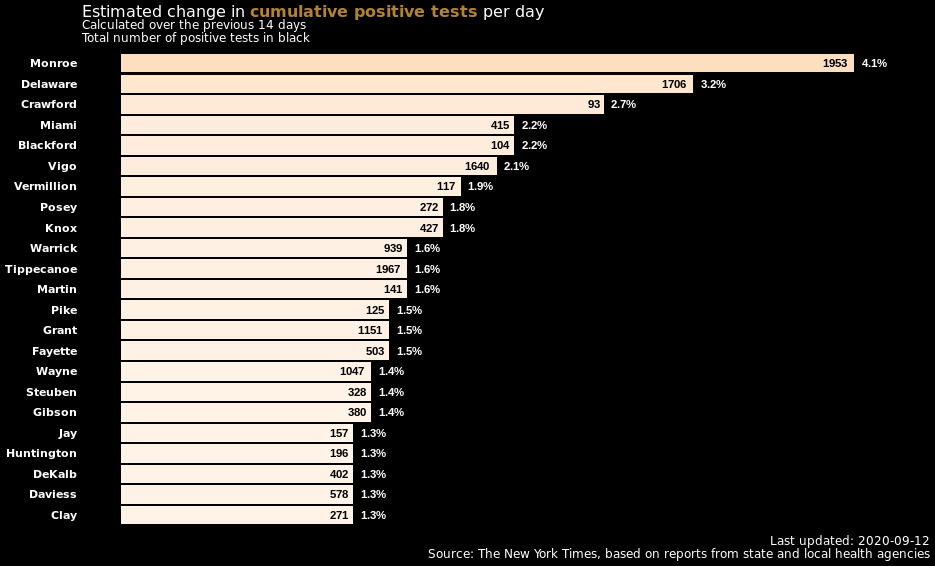 Estimated change in cumulative positive tests per day
Calculated over the previous 14 days
Total number of positive tests in black
Monroe 1953 4.1%
Delaware 1706 3.2%
Crawford 93 2.7%
Miami 415 2.2%
Blackford 104 2.2%
Vigo 1640 2.1%
Vermillion 117 1.9%
Posey 272 1.8%
Knox 427 1.8%
Warrick 939 1.6%
Tippecanoe 1967 1.6%
Martin 141 1.6%
Pike 125 1.5%
Grant 1151 1.5%
Fayette 503 1.5%
Wayne 1047 1.4%
Steuben 328 1.4%
Gibson 380 1.4%
Jay 157 1.3%
Huntington 196 1.3%
DeKalb 402 1.3%
Daviess 578 1.3%
Clay 271 1.3%
Last updated: 2020-09-12
Source: The New York Times, based on reports from state and local health agencies